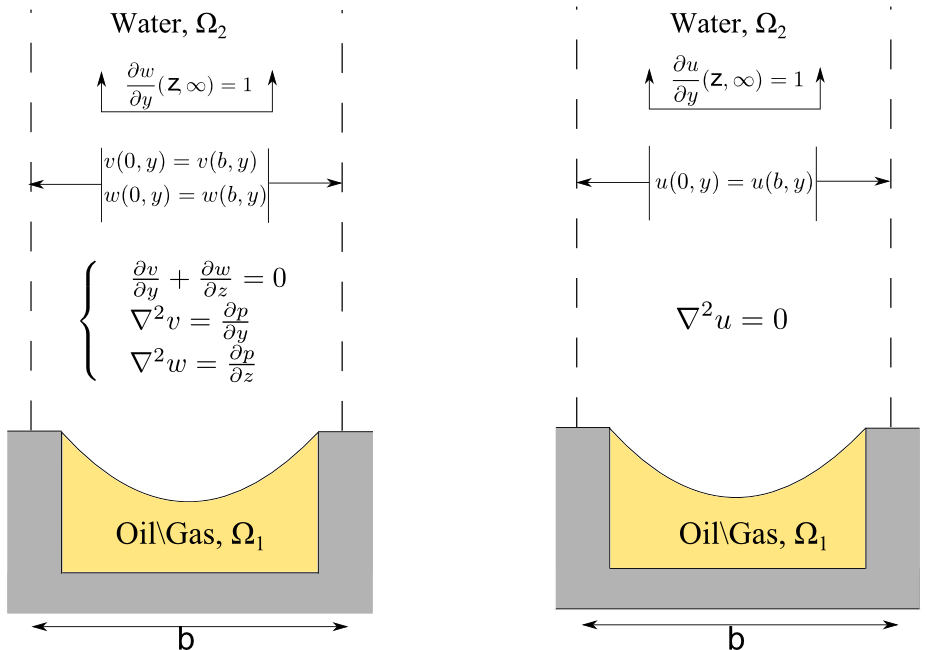 Water, Ω₂
∂w/∂y (z, ∞) = 1
v(0, y) = v(b, y)
w(0, y) = w(b, y)
{ ∂v/∂y + ∂w/∂z = 0
∇²v = ∂p/∂y
∇²w = ∂p/∂z
Oil\Gas, Ω₁
b
Water, Ω₂
∂u/∂y (z, ∞) = 1
u(0, y) = u(b, y)
∇²u = 0
Oil\Gas, Ω₁
b